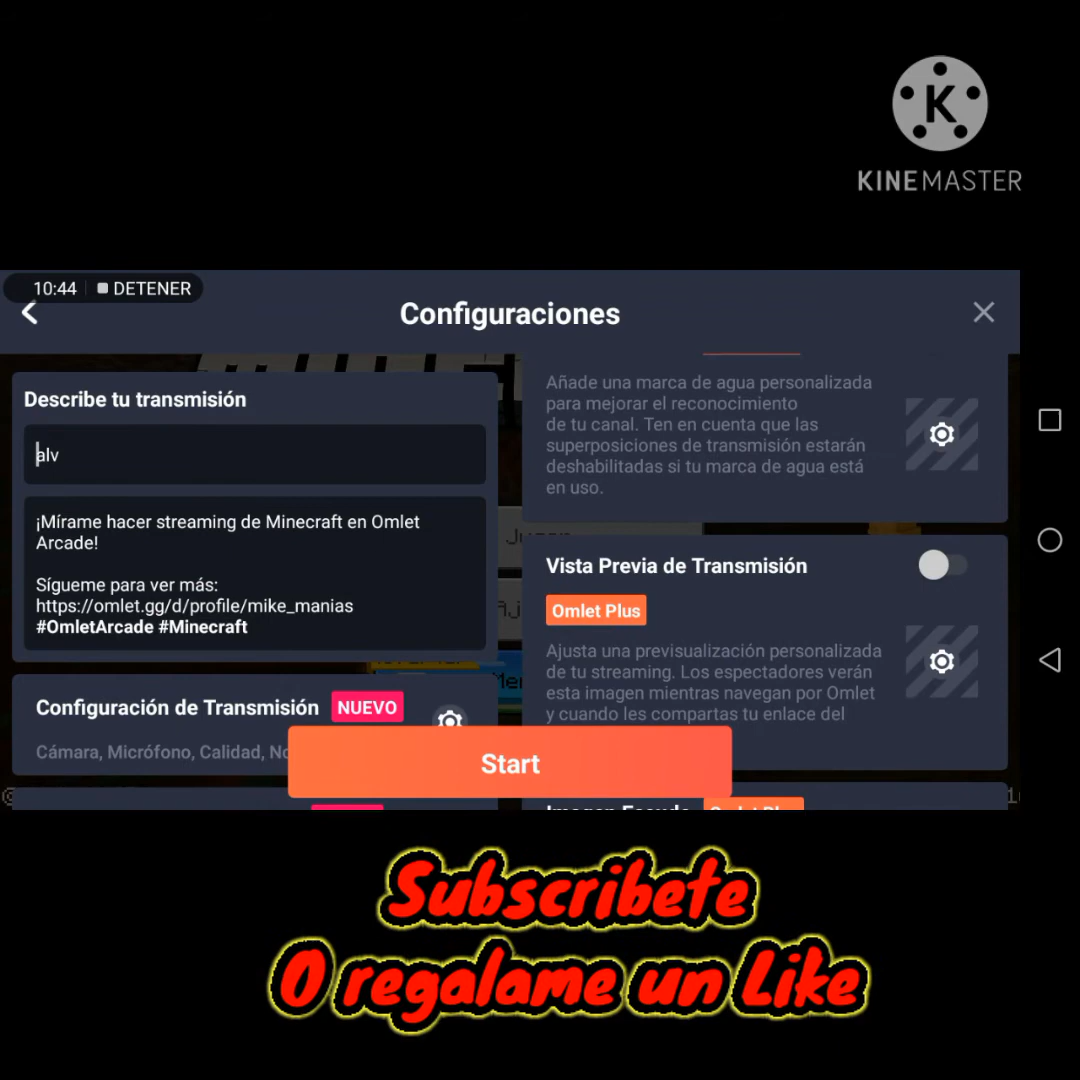 KINEMASTER
10:44 DETENER
Configuraciones
Describe tu transmisión
alv
¡Mírame hacer streaming de Minecraft en Omlet
Arcade!
Sígueme para ver más:
https://omlet.gg/d/profile/mike_manias
#OmletArcade #Minecraft
Configuración de Transmisión NUEVO
Cámara, Micrófono, Calidad,
Añade una marca de agua personalizada
para mejorar el reconocimiento
de tu canal. Ten en cuenta que las
superposiciones de transmisión estarán
deshabilitadas si tu marca de agua está
en uso.
Vista Previa de Transmisión
Omlet Plus
Ajusta una previsualización personalizada
de tu streaming. Los espectadores verán
esta imagen mientras navegan por Omlet
y cuando les compartas tu enlace del
Start
Imagen Escudo Omlet Plus
Subscribete
O regalame un Like